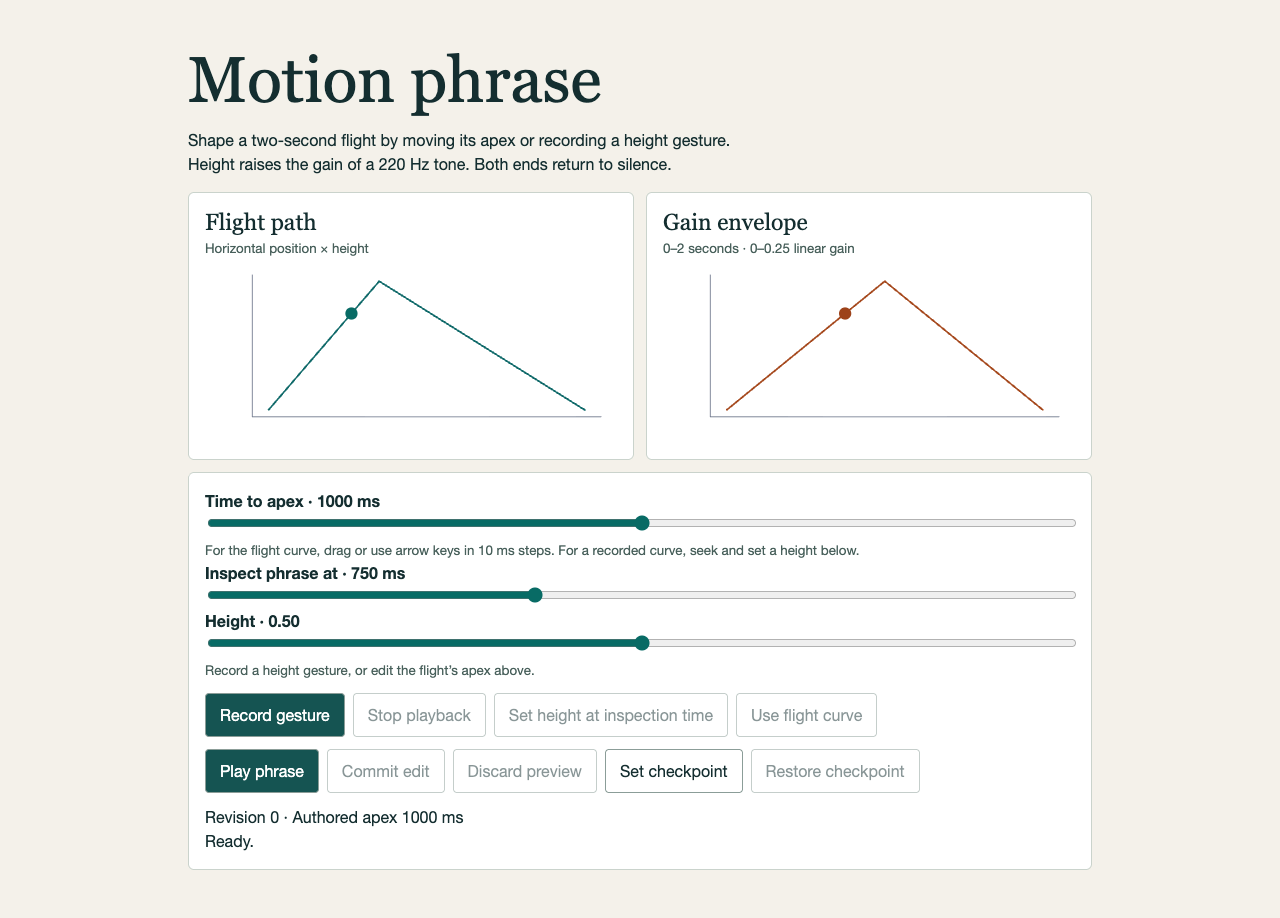 Motion phrase
Shape a two-second flight by moving its apex or recording a height gesture.
Height raises the gain of a 220 Hz tone. Both ends return to silence.
Flight path
Horizontal position × height
Gain envelope
0–2 seconds · 0–0.25 linear gain
Time to apex · 1000 ms
For the flight curve, drag or use arrow keys in 10 ms steps. For a recorded curve, seek and set a height below.
Inspect phrase at · 750 ms
Height · 0.50
Record a height gesture, or edit the flight’s apex above.
Record gesture
Stop playback
Set height at inspection time
Use flight curve
Play phrase
Commit edit
Discard preview
Set checkpoint
Restore checkpoint
Revision 0 · Authored apex 1000 ms
Ready.